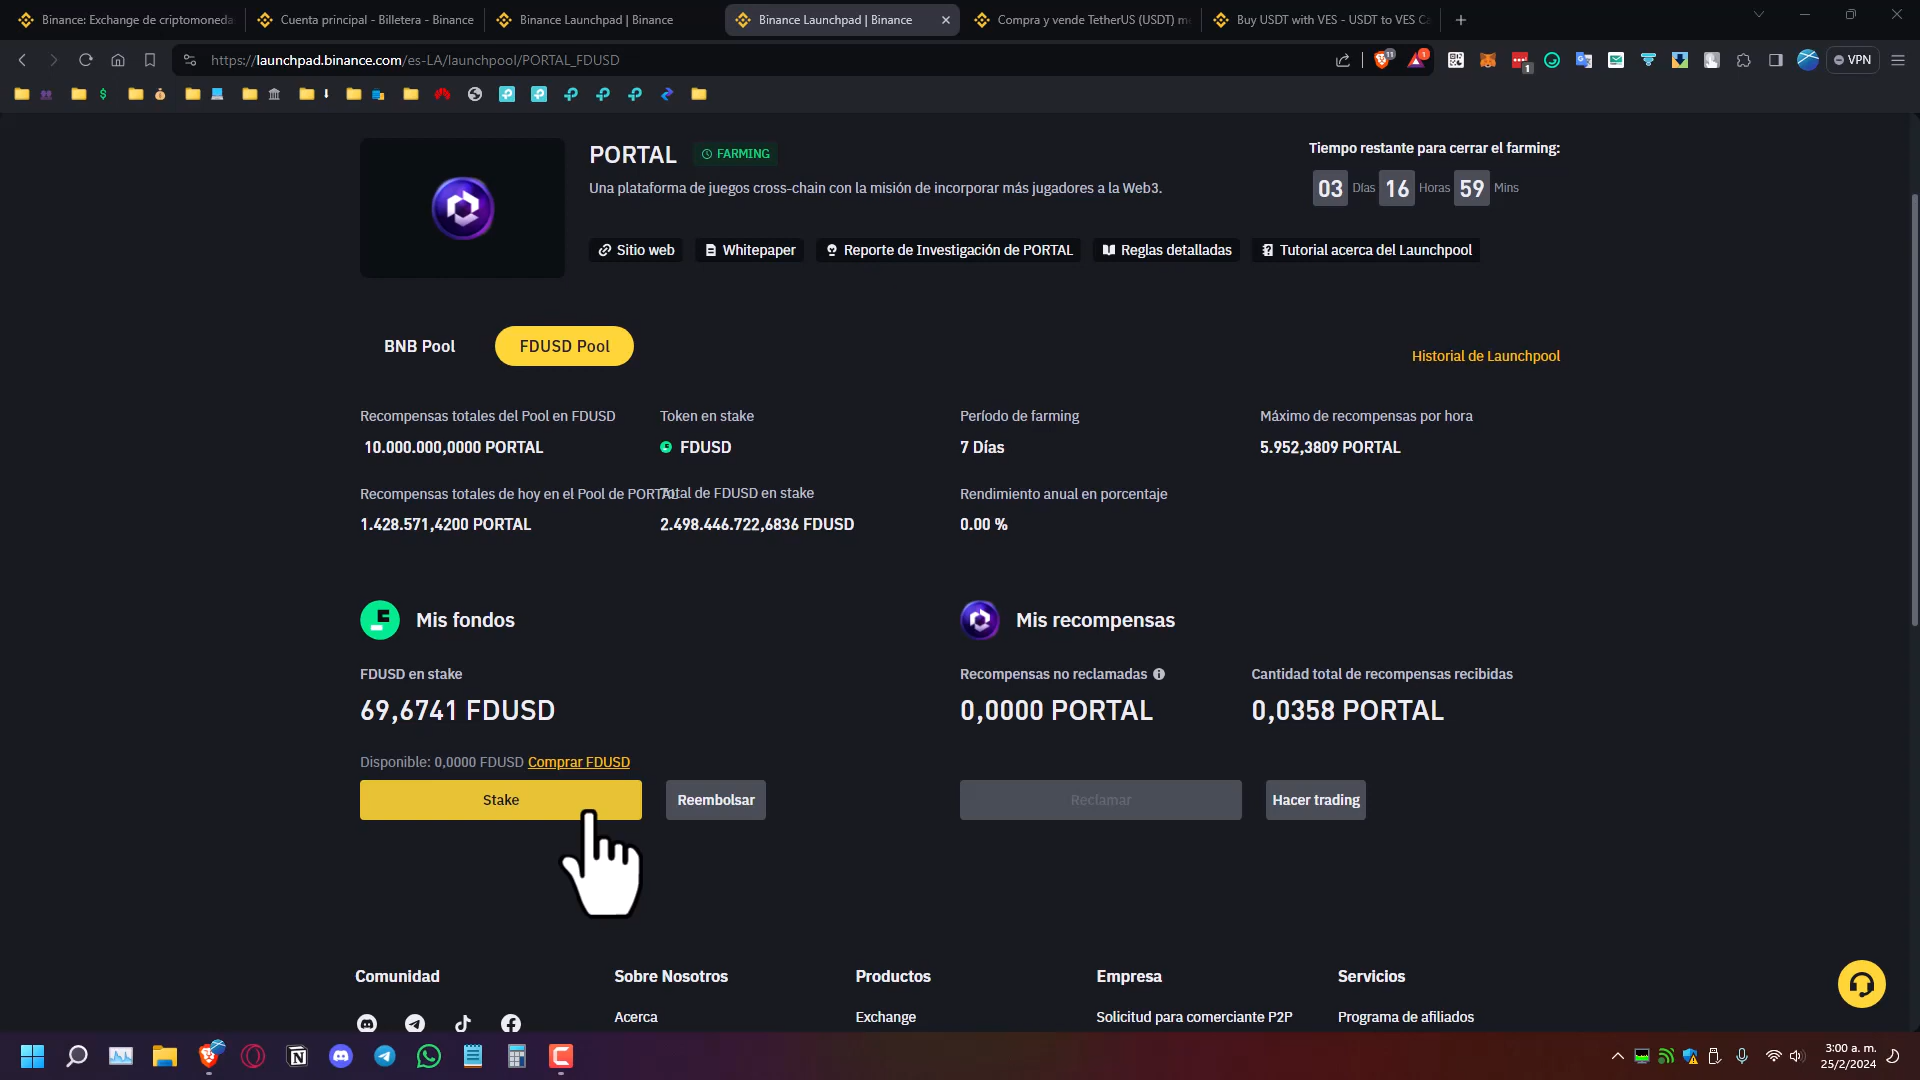 Binance: Exchange de criptomoneda
Cuenta principal - Billetera - Binance
Binance Launchpad | Binance
Binance Launchpad | Binance
Compra y vende TetherUS (USDT) m
Buy USDT with VES - USDT to VES C
https://launchpad.binance.com/es-LA/launchpool/PORTAL_FDUSD
11
1
1
VPN
PORTAL
FARMING
Una plataforma de juegos cross-chain con la misión de incorporar más jugadores a la Web3.
Tiempo restante para cerrar el farming:
03 Días 16 Horas 59 Mins
Sitio web
Whitepaper
Reporte de Investigación de PORTAL
Reglas detalladas
Tutorial acerca del Launchpool
BNB Pool
FDUSD Pool
Historial de Launchpool
Recompensas totales del Pool en FDUSD
10.000.000,0000 PORTAL
Token en stake
FDUSD
Período de farming
7 Días
Máximo de recompensas por hora
5.952,3809 PORTAL
Recompensas totales de hoy en el Pool de PORTAL
1.428.571,4200 PORTAL
Total de FDUSD en stake
2.498.446.722,6836 FDUSD
Rendimiento anual en porcentaje
0.00 %
Mis fondos
FDUSD en stake
69,6741 FDUSD
Disponible: 0,0000 FDUSD Comprar FDUSD
Stake
Reembolsar
Mis recompensas
Recompensas no reclamadas
0,0000 PORTAL
Cantidad total de recompensas recibidas
0,0358 PORTAL
Reclamar
Hacer trading
Comunidad
Sobre Nosotros
Acerca
Productos
Exchange
Empresa
Solicitud para comerciante P2P
Servicios
Programa de afiliados
3:00 a. m.
25/2/2024